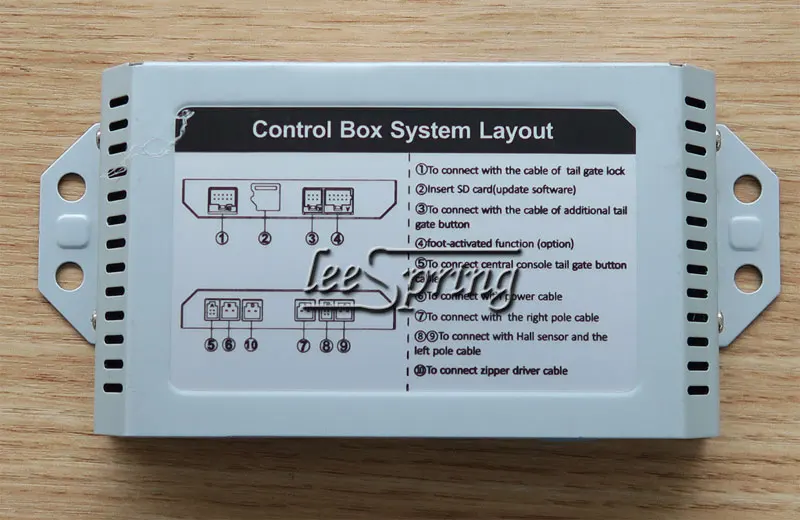 Control Box System Layout
①To connect with the cable of tail gate lock
②Insert SD card(update software)
③To connect with the cable of additional tail
gate button
④foot-activated function (option)
⑤To connect central console tail gate button
cable
⑥To connect with power cable
⑦To connect with the right pole cable
⑧⑨To connect with Hall sensor and the
left pole cable
⑩To connect zipper driver cable
① ② ③ ④
⑤ ⑥ ⑩ ⑦ ⑧ ⑨
leeSpring